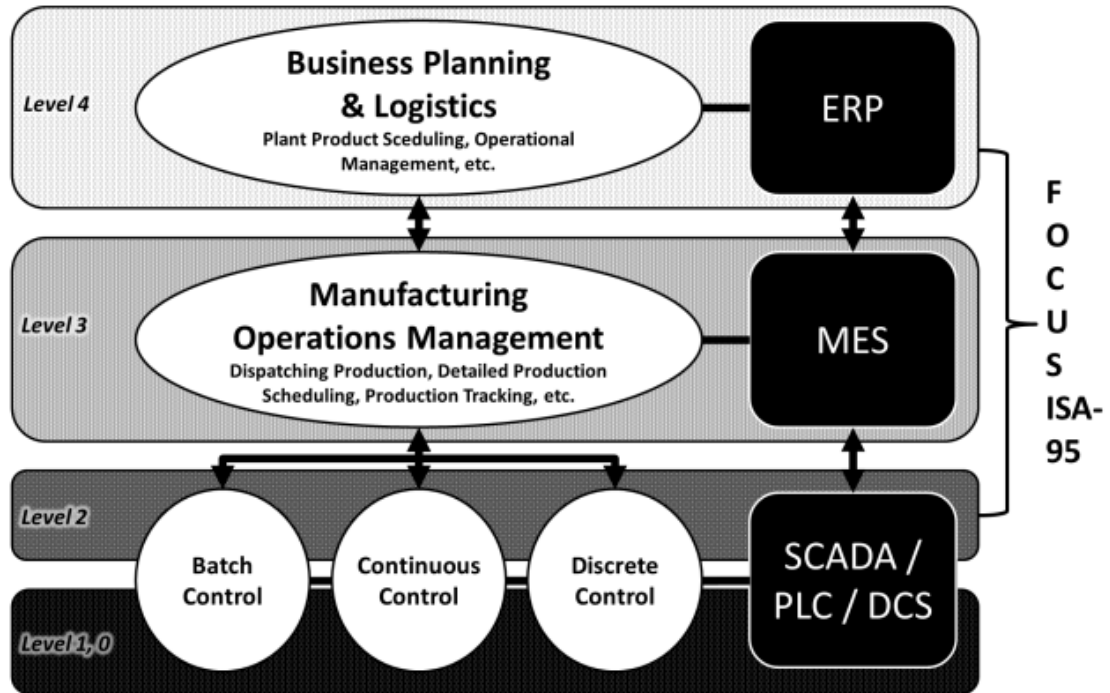 Level 4
Business Planning
& Logistics
Plant Product Sceduling, Operational
Management, etc.
ERP
Level 3
Manufacturing
Operations Management
Dispatching Production, Detailed Production
Scheduling, Production Tracking, etc.
MES
F
O
C
U
S
ISA-
95
Level 2
Batch
Control
Continuous
Control
Discrete
Control
SCADA /
PLC / DCS
Level 1, 0